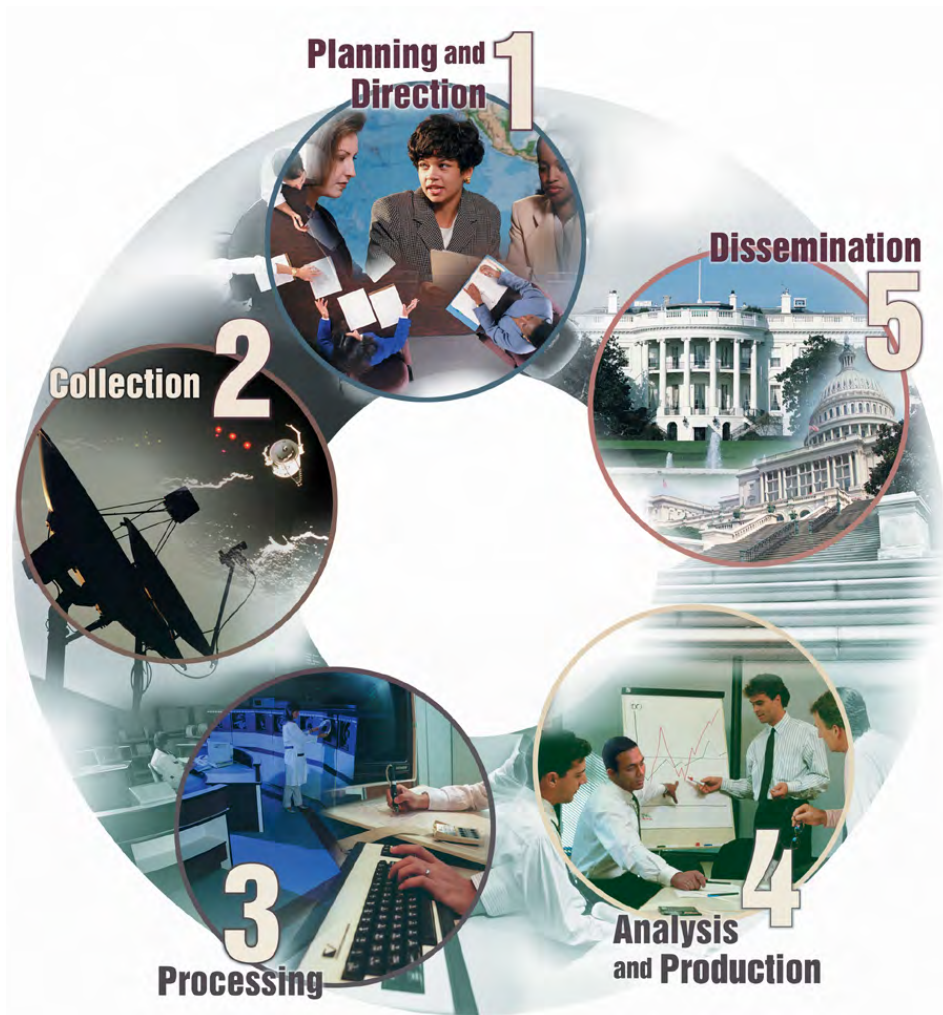 1
Planning and
Direction
2
Collection
3
Processing
4
Analysis
and Production
5
Dissemination